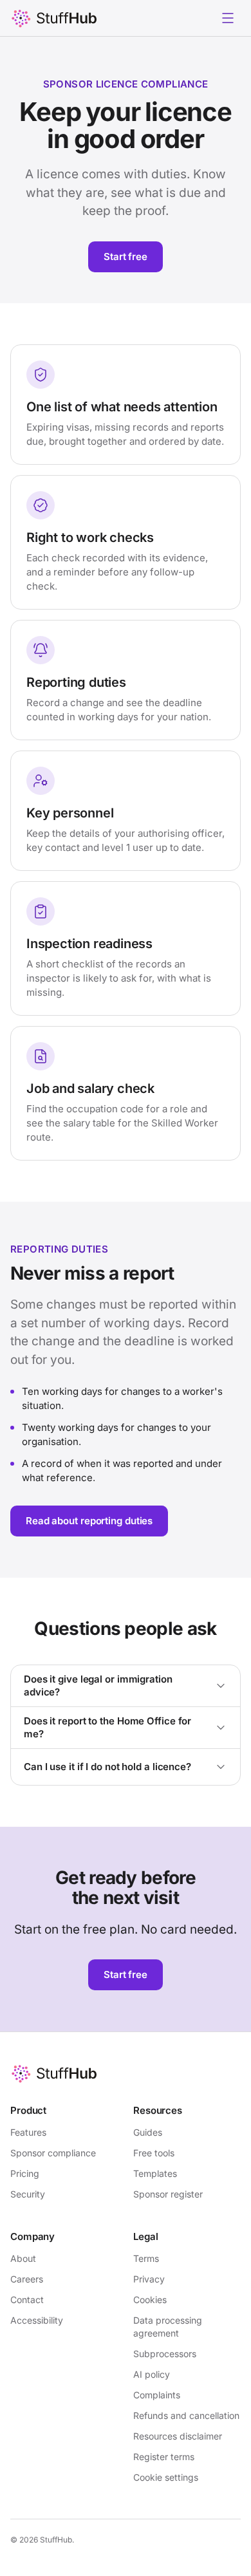 StuffHub
SPONSOR LICENCE COMPLIANCE
Keep your licence
in good order
A licence comes with duties. Know
what they are, see what is due and
keep the proof.
Start free
One list of what needs attention
Expiring visas, missing records and reports
due, brought together and ordered by date.
Right to work checks
Each check recorded with its evidence,
and a reminder before any follow-up
check.
Reporting duties
Record a change and see the deadline
counted in working days for your nation.
Key personnel
Keep the details of your authorising officer,
key contact and level 1 user up to date.
Inspection readiness
A short checklist of the records an
inspector is likely to ask for, with what is
missing.
Job and salary check
Find the occupation code for a role and
see the salary table for the Skilled Worker
route.
REPORTING DUTIES
Never miss a report
Some changes must be reported within
a set number of working days. Record
the change and the deadline is worked
out for you.
Ten working days for changes to a worker's
situation.
Twenty working days for changes to your
organisation.
A record of when it was reported and under
what reference.
Read about reporting duties
Questions people ask
Does it give legal or immigration
advice?
Does it report to the Home Office for
me?
Can I use it if I do not hold a licence?
Get ready before
the next visit
Start on the free plan. No card needed.
Start free
StuffHub
Product
Features
Sponsor compliance
Pricing
Security
Resources
Guides
Free tools
Templates
Sponsor register
Company
About
Careers
Contact
Accessibility
Legal
Terms
Privacy
Cookies
Data processing
agreement
Subprocessors
AI policy
Complaints
Refunds and cancellation
Resources disclaimer
Register terms
Cookie settings
© 2026 StuffHub.